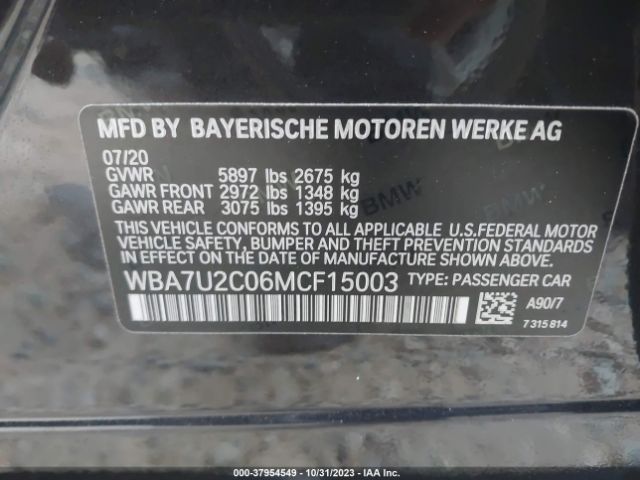 MFD BY BAYERISCHE MOTOREN WERKE AG
07/20
GVWR 5897 lbs 2675 kg
GAWR FRONT 2972 lbs 1348 kg
GAWR REAR 3075 lbs 1395 kg
BMW
THIS VEHICLE CONFORMS TO ALL APPLICABLE U.S.FEDERAL MOTOR
VEHICLE SAFETY, BUMPER AND THEFT PREVENTION STANDARDS IN
EFFECT ON THE DATE OF MANUFACTURE SHOWN ABOVE.
WBA7U2C06MCF15003 TYPE: PASSENGER CAR
A90/7
7315814
000-37954549 - 10/31/2023 - IAA Inc.